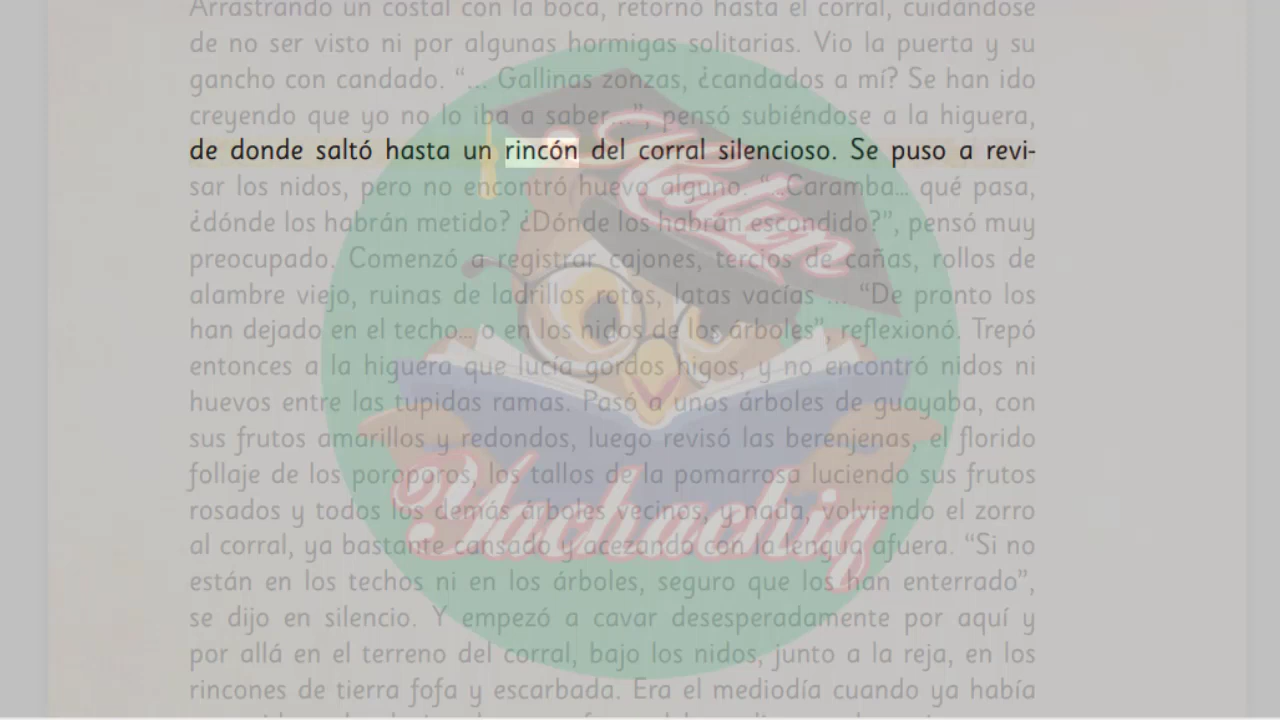 Arrastrando un costal con la boca, retornó hasta el corral, cuidándose
de no ser visto ni por algunas hormigas solitarias. Vio la puerta y su
gancho con candado. “... Gallinas zonzas, ¿candados a mí? Se han ido
creyendo que yo no lo iba a saber...”, pensó subiéndose a la higuera,
de donde saltó hasta un rincón del corral silencioso. Se puso a revi-
sar los nidos, pero no encontró huevo alguno. “...Caramba... qué pasa,
¿dónde los habrán metido? ¿Dónde los habrán escondido?”, pensó muy
preocupado. Comenzó a registrar cajones, tercios de cañas, rollos de
alambre viejo, ruinas de ladrillos rotos, latas vacías ... “De pronto los
han dejado en el techo... o en los nidos de los árboles”, reflexionó. Trepó
entonces a la higuera que lucía gordos higos, y no encontró nidos ni
huevos entre las tupidas ramas. Pasó a unos árboles de guayaba, con
sus frutos amarillos y redondos, luego revisó las berenjenas, el florido
follaje de los poroporos, los tallos de la pomarrosa luciendo sus frutos
rosados y todos los demás árboles vecinos, y nada, volviendo el zorro
al corral, ya bastante cansado y acezando con la lengua afuera. “Si no
están en los techos ni en los árboles, seguro que los han enterrado”,
se dijo en silencio. Y empezó a cavar desesperadamente por aquí y
por allá en el terreno del corral, bajo los nidos, junto a la reja, en los
rincones de tierra fofa y escarbada. Era el mediodía cuando ya había
Yachachiq